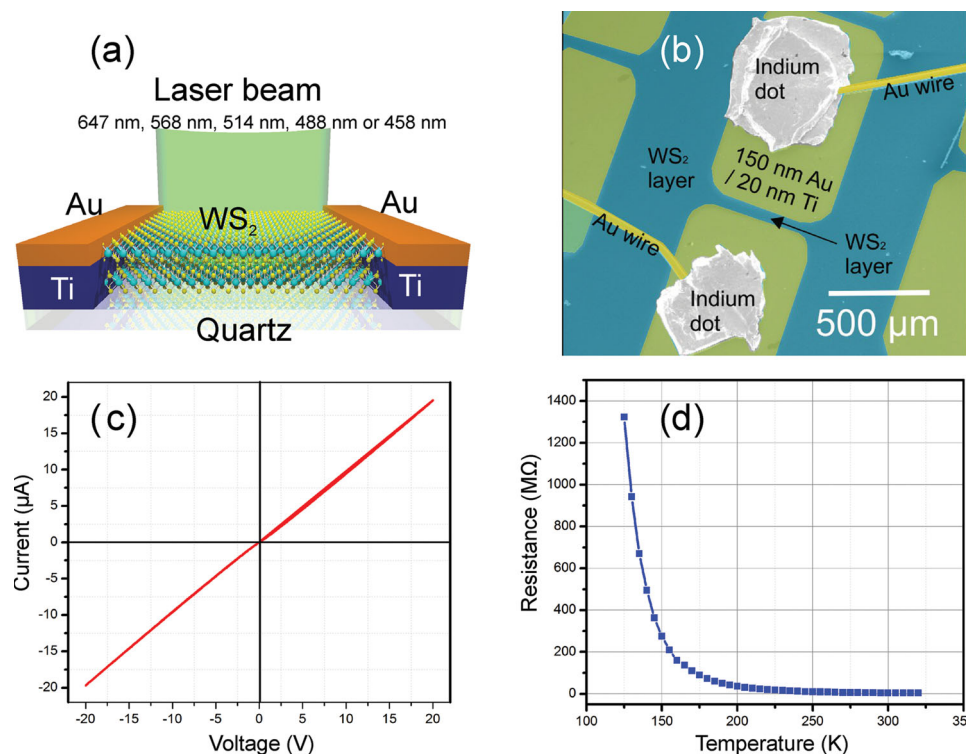 (a)
Laser beam
647 nm, 568 nm, 514 nm, 488 nm or 458 nm
Au
Au
WS₂
Ti
Ti
Quartz
(b)
Indium
dot
Au wire
WS₂
layer
150 nm Au
/ 20 nm Ti
Au wire
WS₂
layer
Indium
dot
500 µm
(c)
20
15
10
5
0
-5
-10
-15
-20
Current (µA)
-20
-15
-10
-5
0
5
10
15
20
Voltage (V)
(d)
1400
1200
1000
800
600
400
200
0
Resistance (MΩ)
100
150
200
250
300
35
Temperature (K)